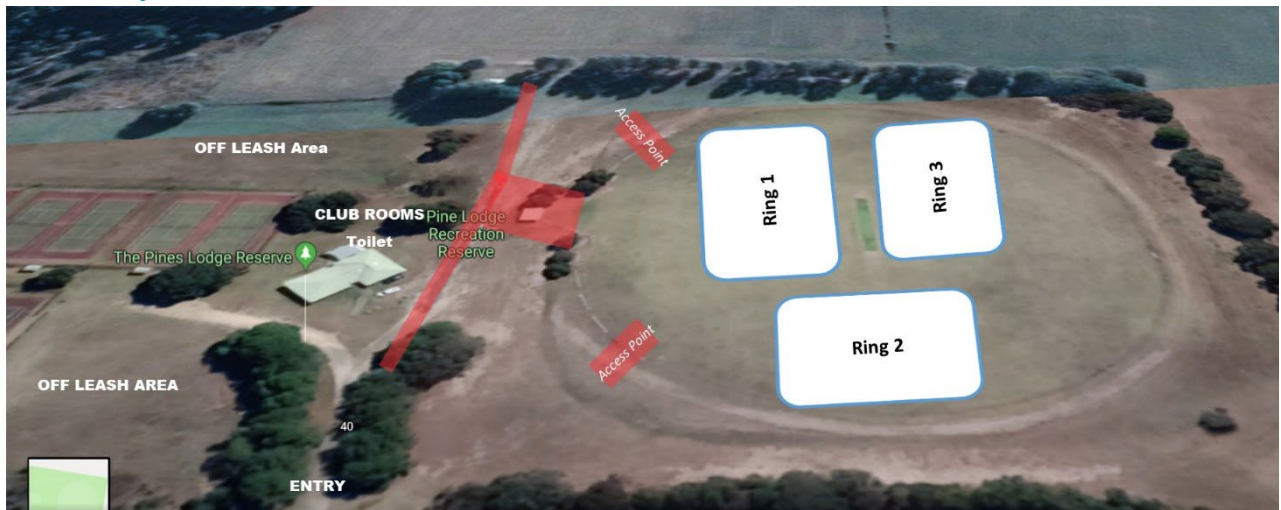 OFF LEASH Area
CLUB ROOMS
Toilet
The Pines Lodge Reserve
Pine Lodge
Recreation
Reserve
OFF LEASH AREA
40
ENTRY
Access Point
Access Point
Ring 1
Ring 3
Ring 2